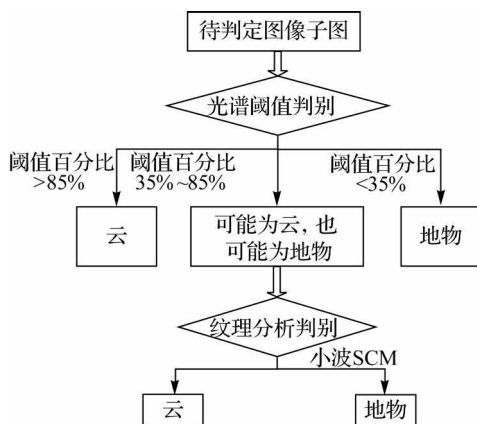 待判定图像子图
光谱阈值判别
阈值百分比
>85%
阈值百分比
35%~85%
阈值百分比
<35%
云
可能为云, 也
可能为地物
地物
纹理分析判别
小波SCM
云
地物